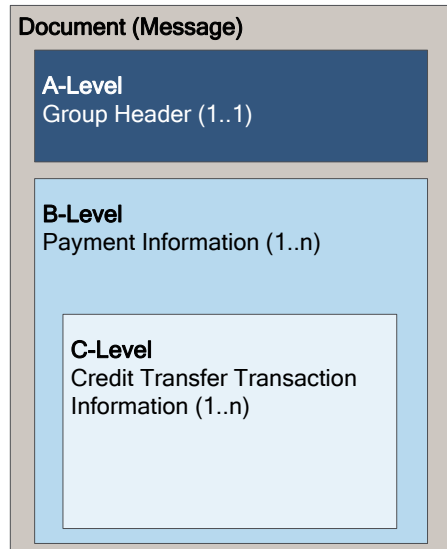 Document (Message)
A-Level
Group Header (1..1)
B-Level
Payment Information (1..n)
C-Level
Credit Transfer Transaction
Information (1..n)